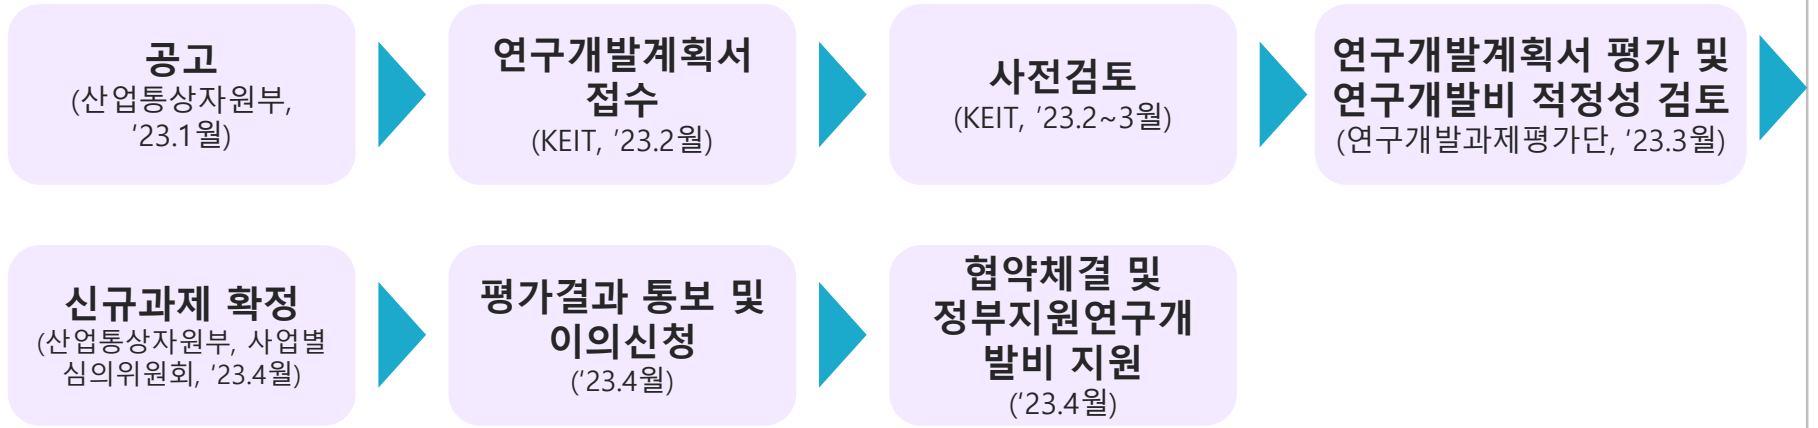 공고
(산업통상자원부,
‘23.1월)
연구개발계획서
접수
(KEIT, ‘23.2월)
사전검토
(KEIT, ‘23.2~3월)
연구개발계획서 평가 및
연구개발비 적정성 검토
(연구개발과제평가단, ‘23.3월)
신규과제 확정
(산업통상자원부, 사업별
심의위원회, ‘23.4월)
평가결과 통보 및
이의신청
(‘23.4월)
협약체결 및
정부지원연구개
발비 지원
(‘23.4월)